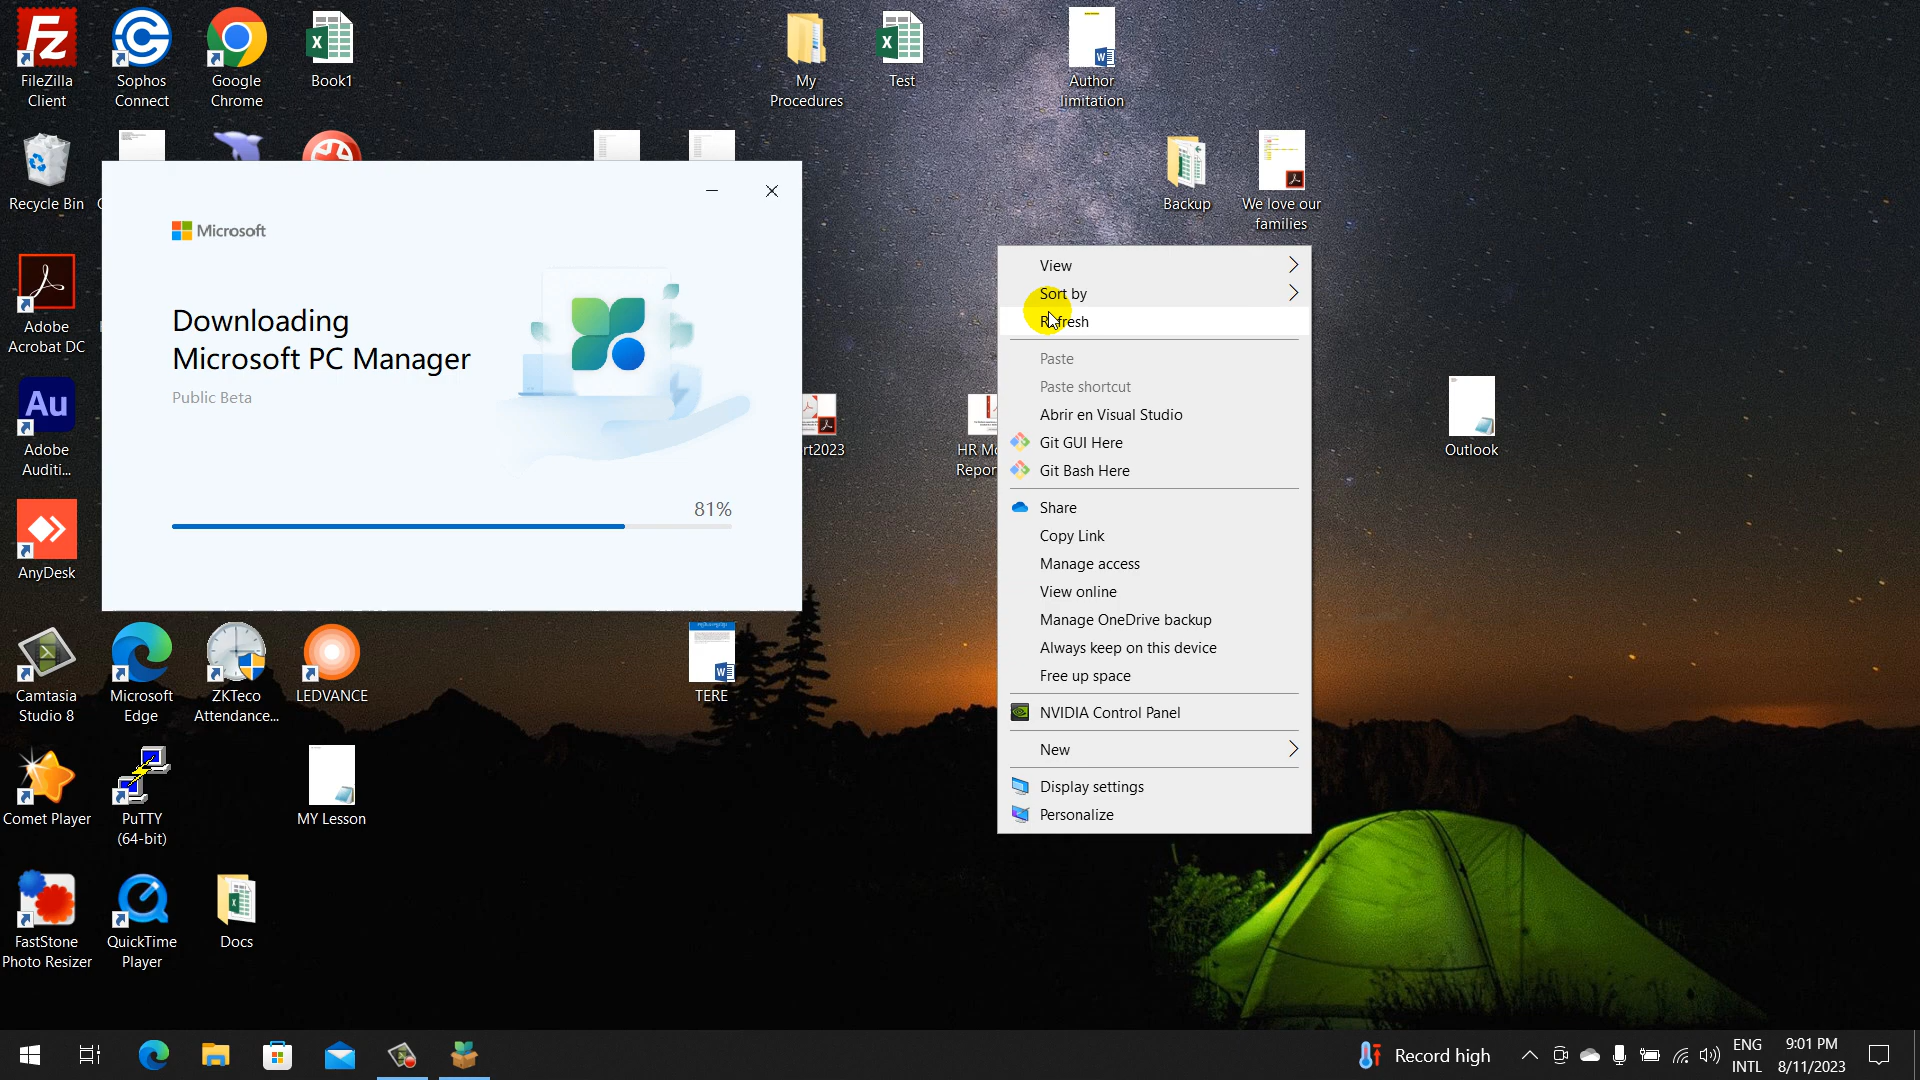 FileZilla
Client
Sophos
Connect
Google
Chrome
Book1
My
Procedures
Test
Author
limitation
Recycle Bin
Backup
We love our
families
Microsoft
Downloading
Microsoft PC Manager
Public Beta
81%
Adobe
Acrobat DC
Au
Adobe
Auditi...
AnyDesk
rt2023
HR Mo
Repor
Outlook
View
Sort by
Refresh
Paste
Paste shortcut
Abrir en Visual Studio
Git GUI Here
Git Bash Here
Share
Copy Link
Manage access
View online
Manage OneDrive backup
Always keep on this device
Free up space
NVIDIA Control Panel
New
Display settings
Personalize
Camtasia
Studio 8
Microsoft
Edge
ZKTeco
Attendance...
LEDVANCE
TERE
Comet Player
PuTTY
(64-bit)
MY Lesson
FastStone
Photo Resizer
QuickTime
Player
Docs
Record high
ENG
INTL
9:01 PM
8/11/2023